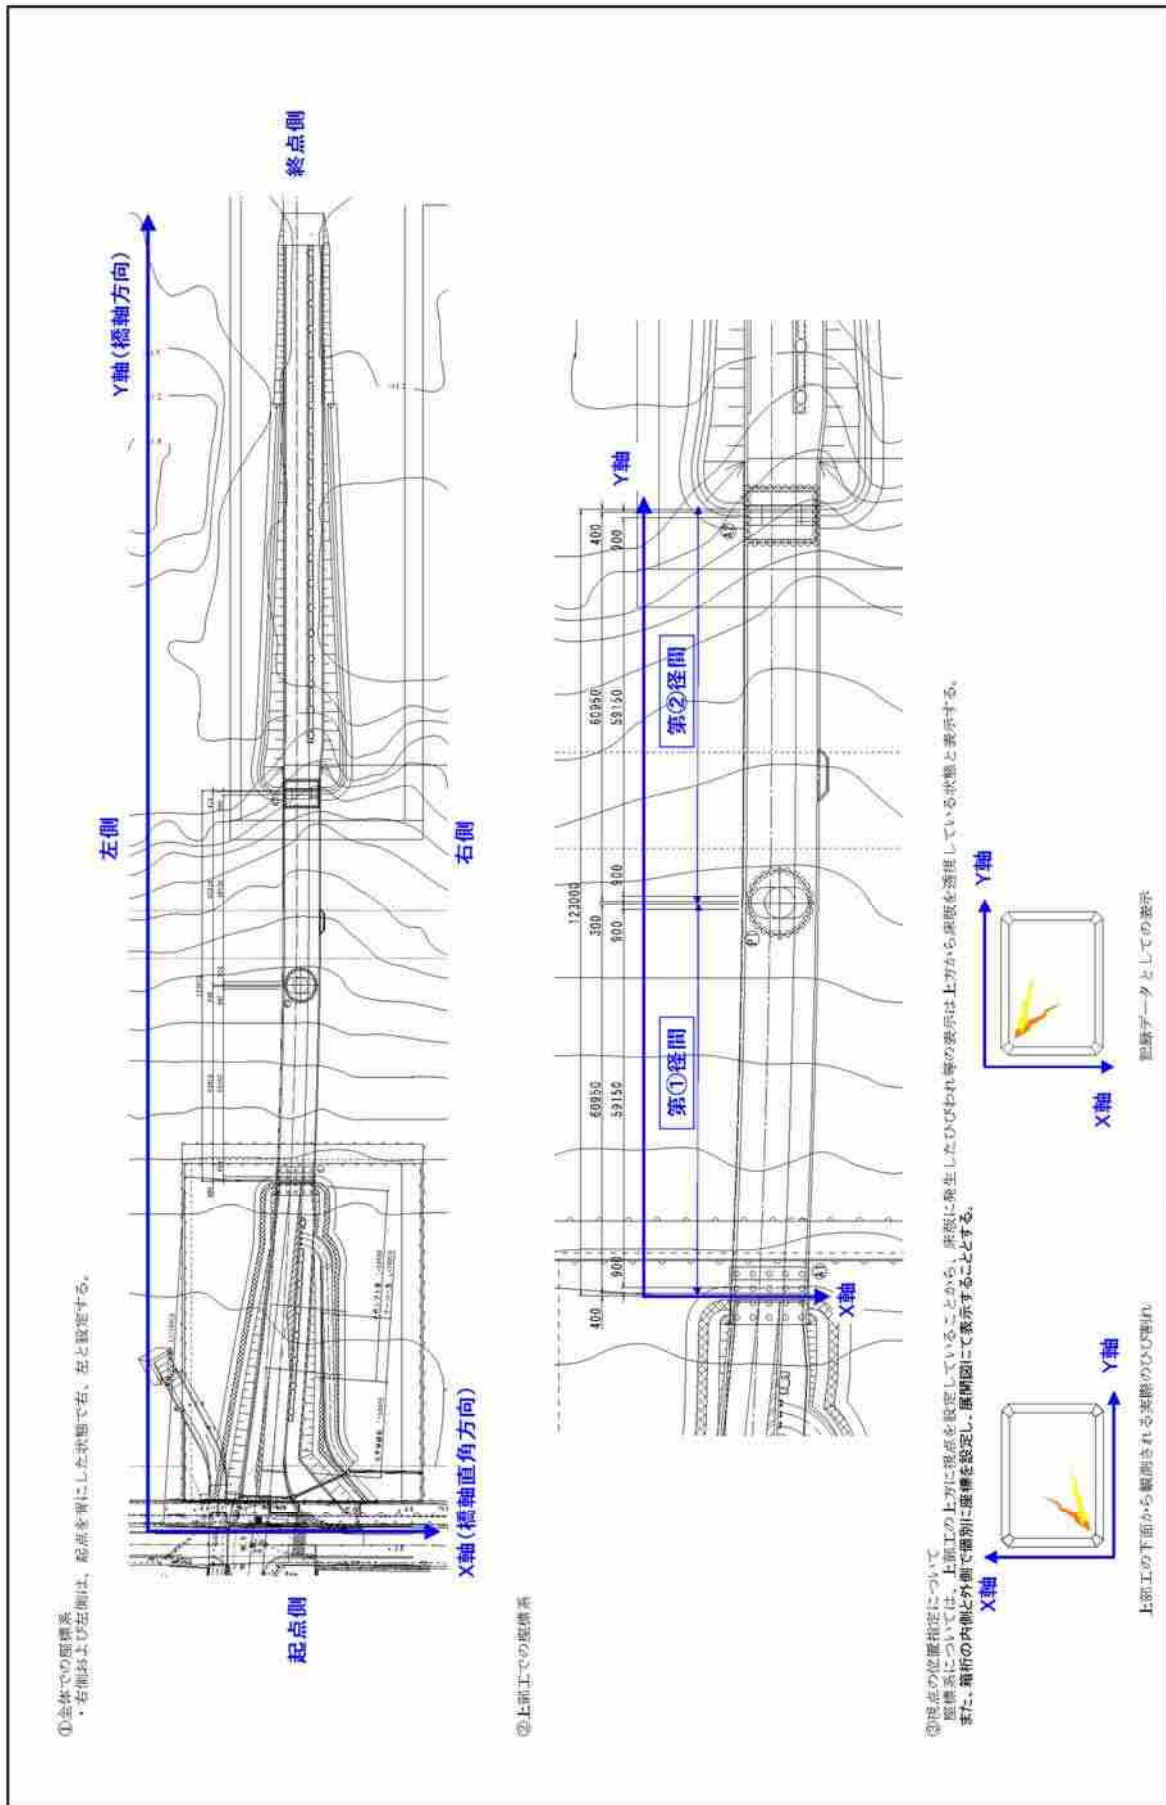 ①全体での座標系
・右側および左側は、起点を背にした状態で右、左と設定する。
左側
Y軸(橋軸方向)
起点側
終点側
右側
X軸(橋軸直角方向)
②上部工での座標系
123000
400
60950
300
60950
400
900
59150
900
900
59150
900
Y軸
第①径間
第②径間
A1
P1
A2
X軸
③視点の位置指定について
座標系については、上部工の上方に視点を設定していることから、床版に発生したひびわれ等の表示は上方から床版を透視している状態と表示する。
また、箱桁の内側と外側で個別に座標を設定し、展開図にて表示することとする。
X軸
Y軸
上部工の下面から観測される実際のひび割れ
Y軸
X軸
記録データとしての表示